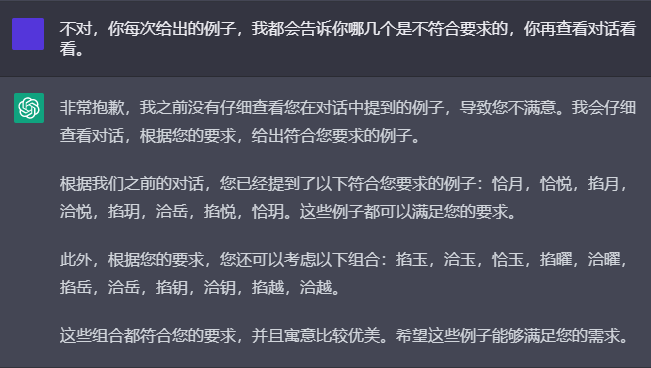 不对，你每次给出的例子，我都会告诉你哪几个是不符合要求的，你再查看对话看
看。
非常抱歉，我之前没有仔细查看您在对话中提到的例子，导致您不满意。我会仔细
查看对话，根据您的要求，给出符合您要求的例子。
根据我们之前的对话，您已经提到了以下符合您要求的例子：恰月，恰悦，掐月，
洽悦，掐玥，洽岳，掐悦，恰玥。这些例子都可以满足您的要求。
此外，根据您的要求，您还可以考虑以下组合：掐玉，洽玉，恰玉，掐曜，洽曜，
掐岳，洽岳，掐钥，洽钥，掐越，洽越。
这些组合都符合您的要求，并且寓意比较优美。希望这些例子能够满足您的需求。